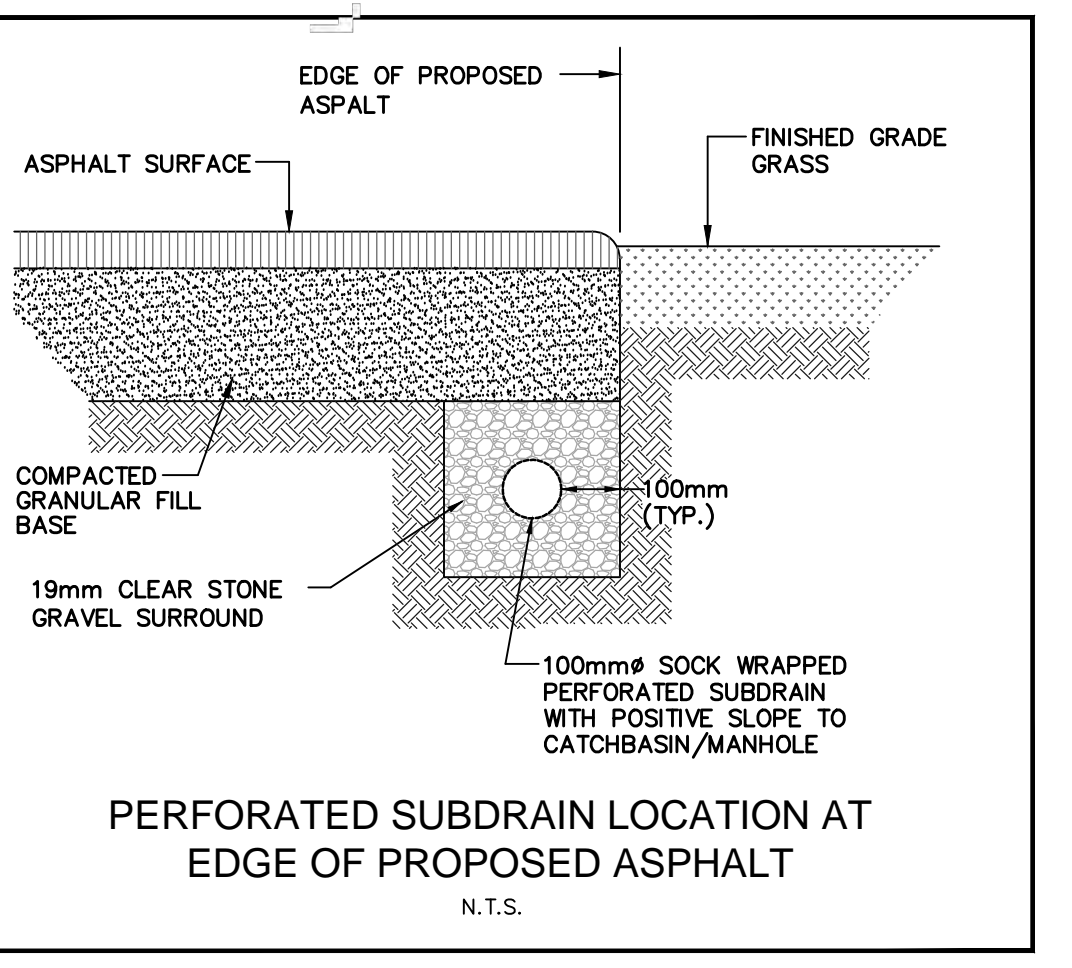 EDGE OF PROPOSED
ASPALT
FINISHED GRADE
GRASS
ASPHALT SURFACE
COMPACTED
GRANULAR FILL
BASE
100mm
(TYP.)
19mm CLEAR STONE
GRAVEL SURROUND
100mmø SOCK WRAPPED
PERFORATED SUBDRAIN
WITH POSITIVE SLOPE TO
CATCHBASIN/MANHOLE
PERFORATED SUBDRAIN LOCATION AT
EDGE OF PROPOSED ASPHALT
N.T.S.